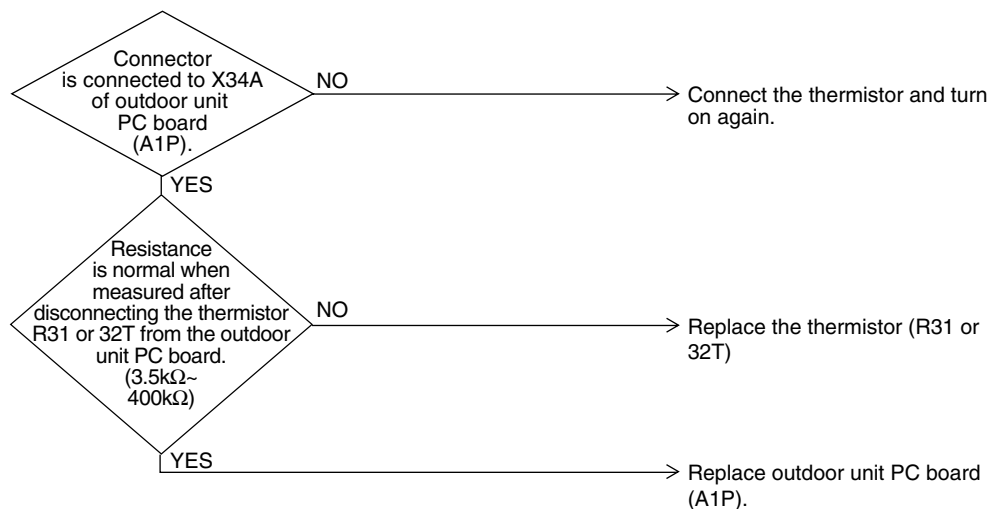 Connector
is connected to X34A
of outdoor unit
PC board
(A1P).
NO
Connect the thermistor and turn
on again.
YES
Resistance
is normal when
measured after
disconnecting the thermistor
R31 or 32T from the outdoor
unit PC board.
(3.5kΩ~
400kΩ)
NO
Replace the thermistor (R31 or
32T)
YES
Replace outdoor unit PC board
(A1P).